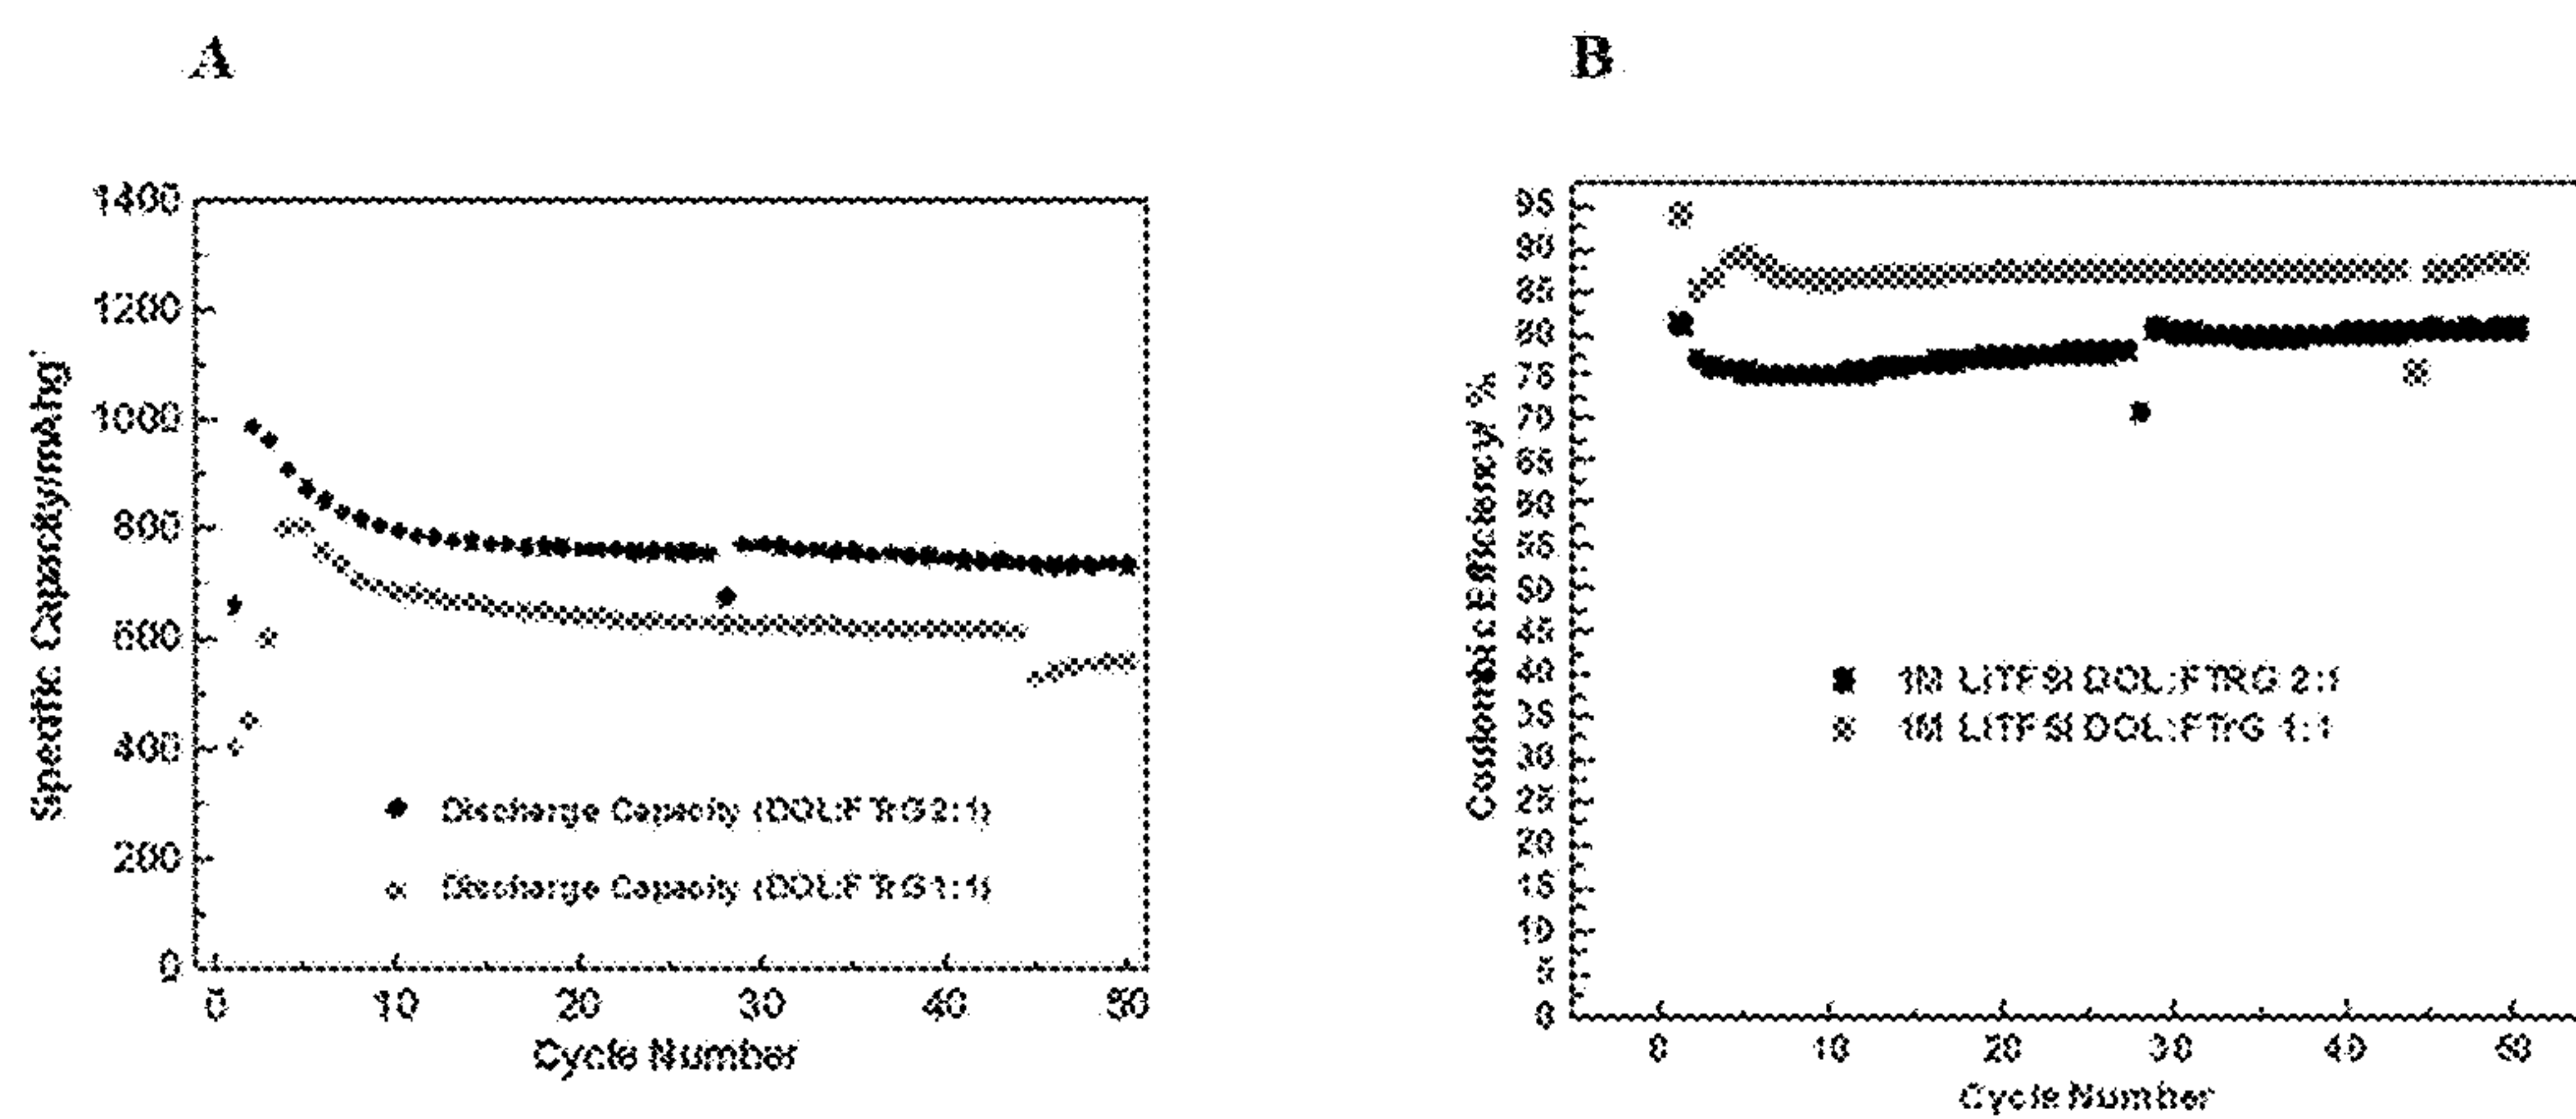 A
B
1400
1200
1000
800
600
400
200
0
Specific Capacity/mAhg
0 10 20 30 40 50
Cycle Number
Discharge Capacity (DOL:FTrG 2:1)
Discharge Capacity (DOL:FTrG 1:1)
95
90
85
80
75
70
65
60
55
50
45
40
35
30
25
20
15
10
5
0
Coulombic Efficiency %
1M LiTFSI DOL:FTRG 2:1
1M LiTFSI DOL:FTrG 1:1
0 10 20 30 40 50
Cycle Number